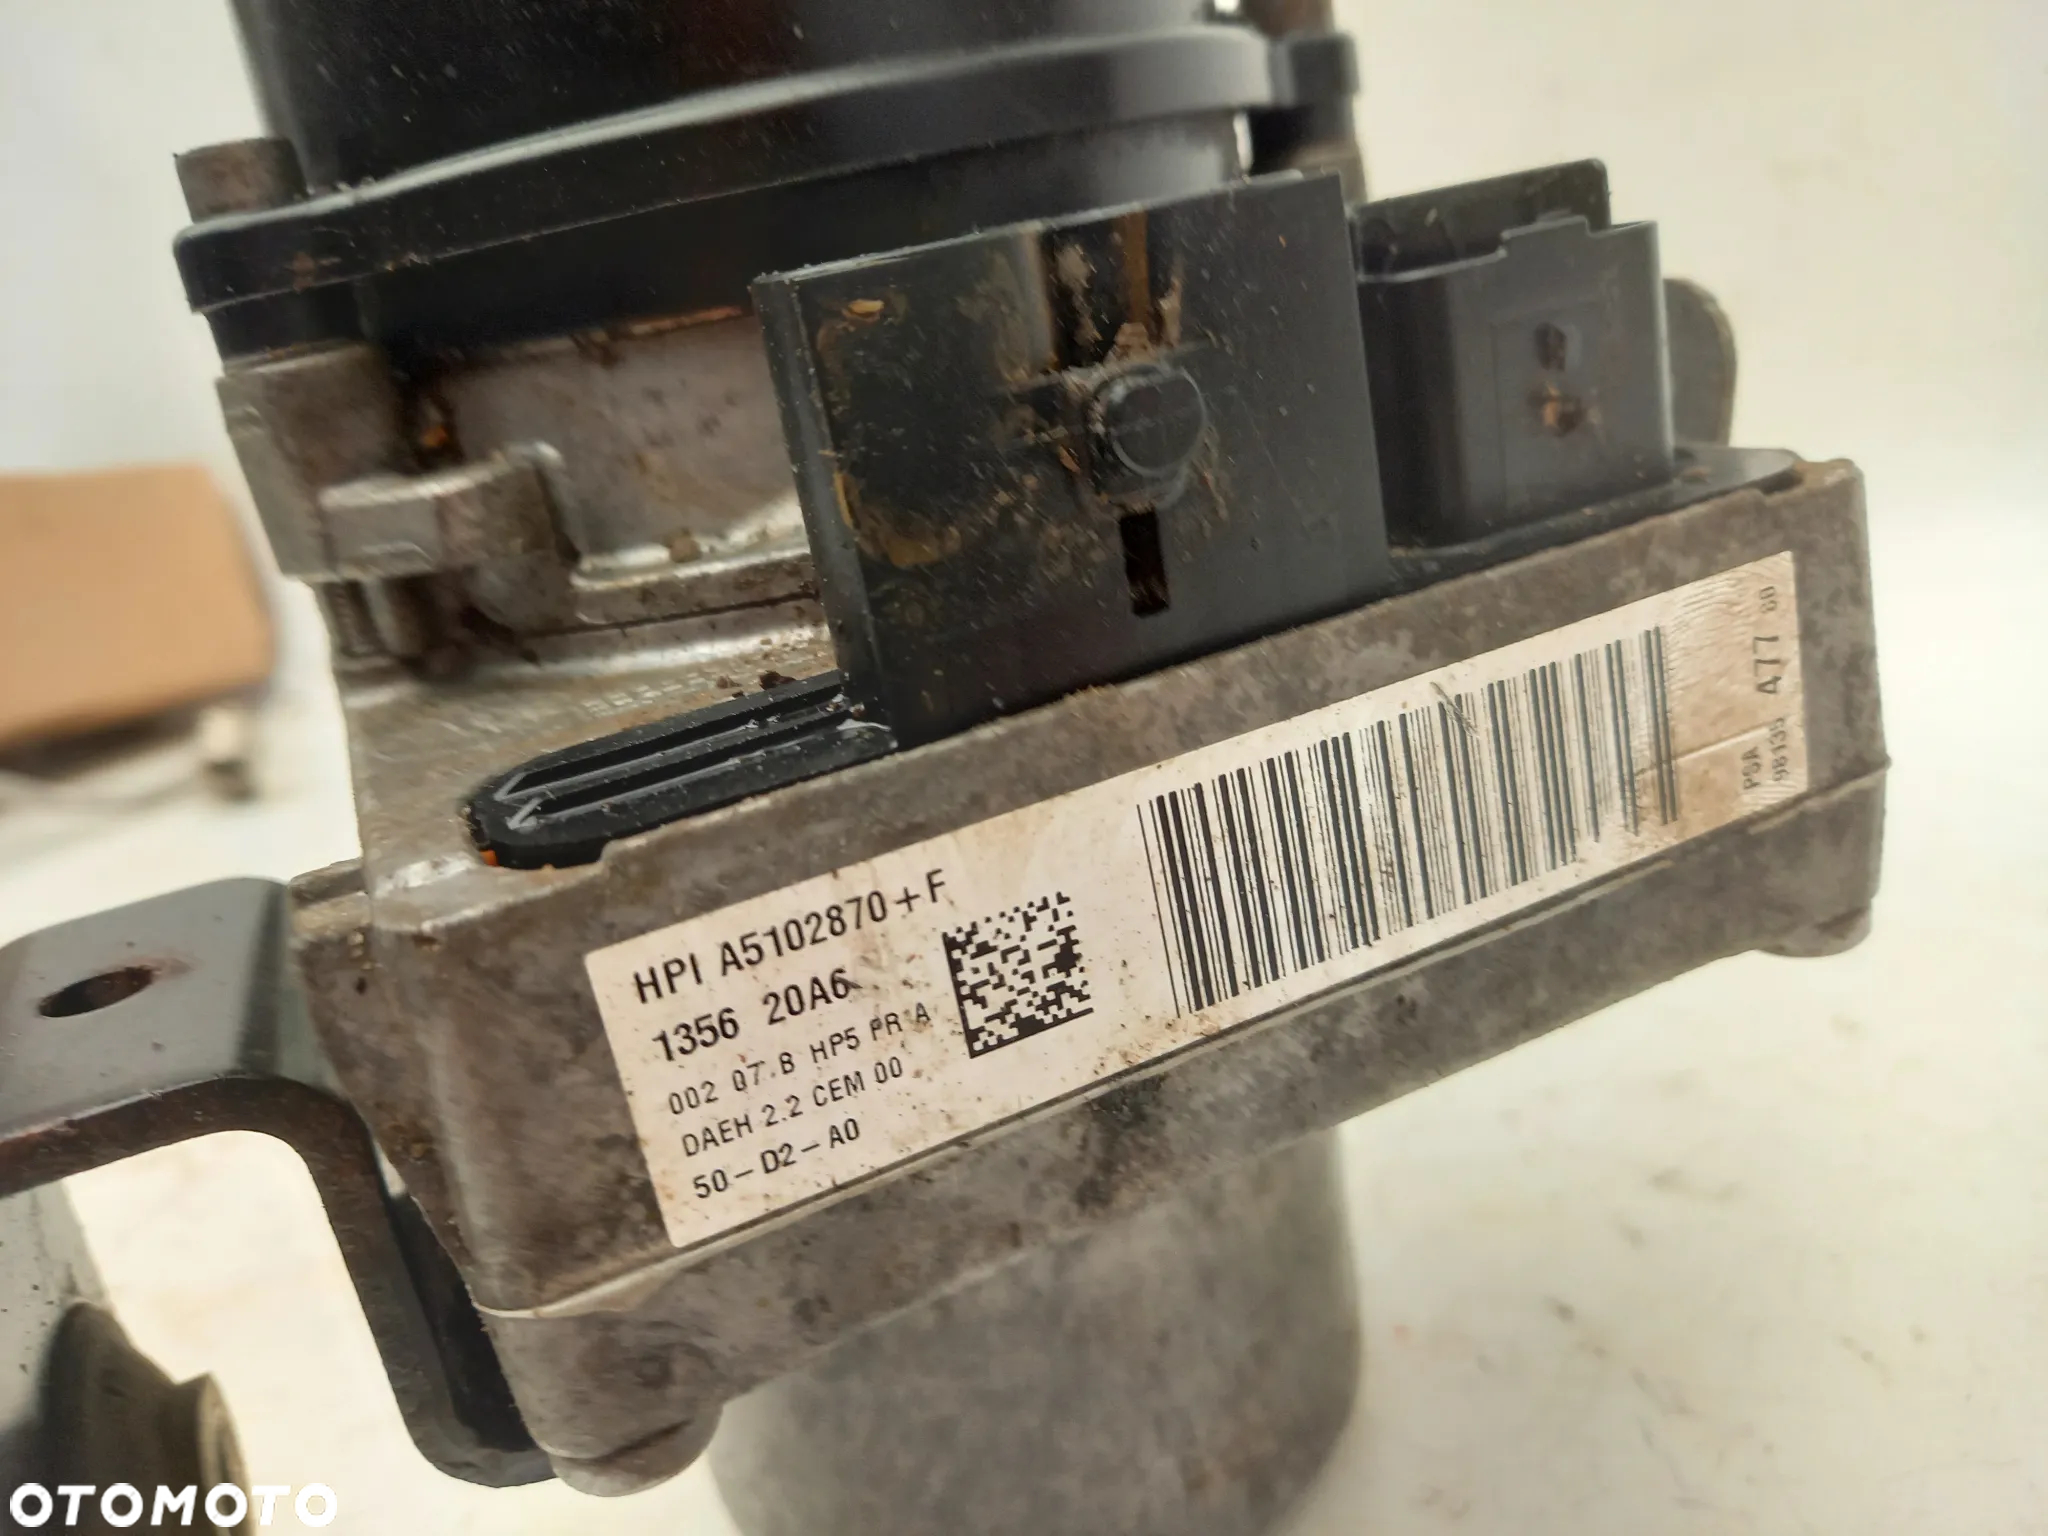 HPI A5102870+F
1356 20A6
002 07.B HP5 PR A
DAEH 2.2 CEM 00
50-D2-A0
PSA
98135 477 80
OTOMOTO